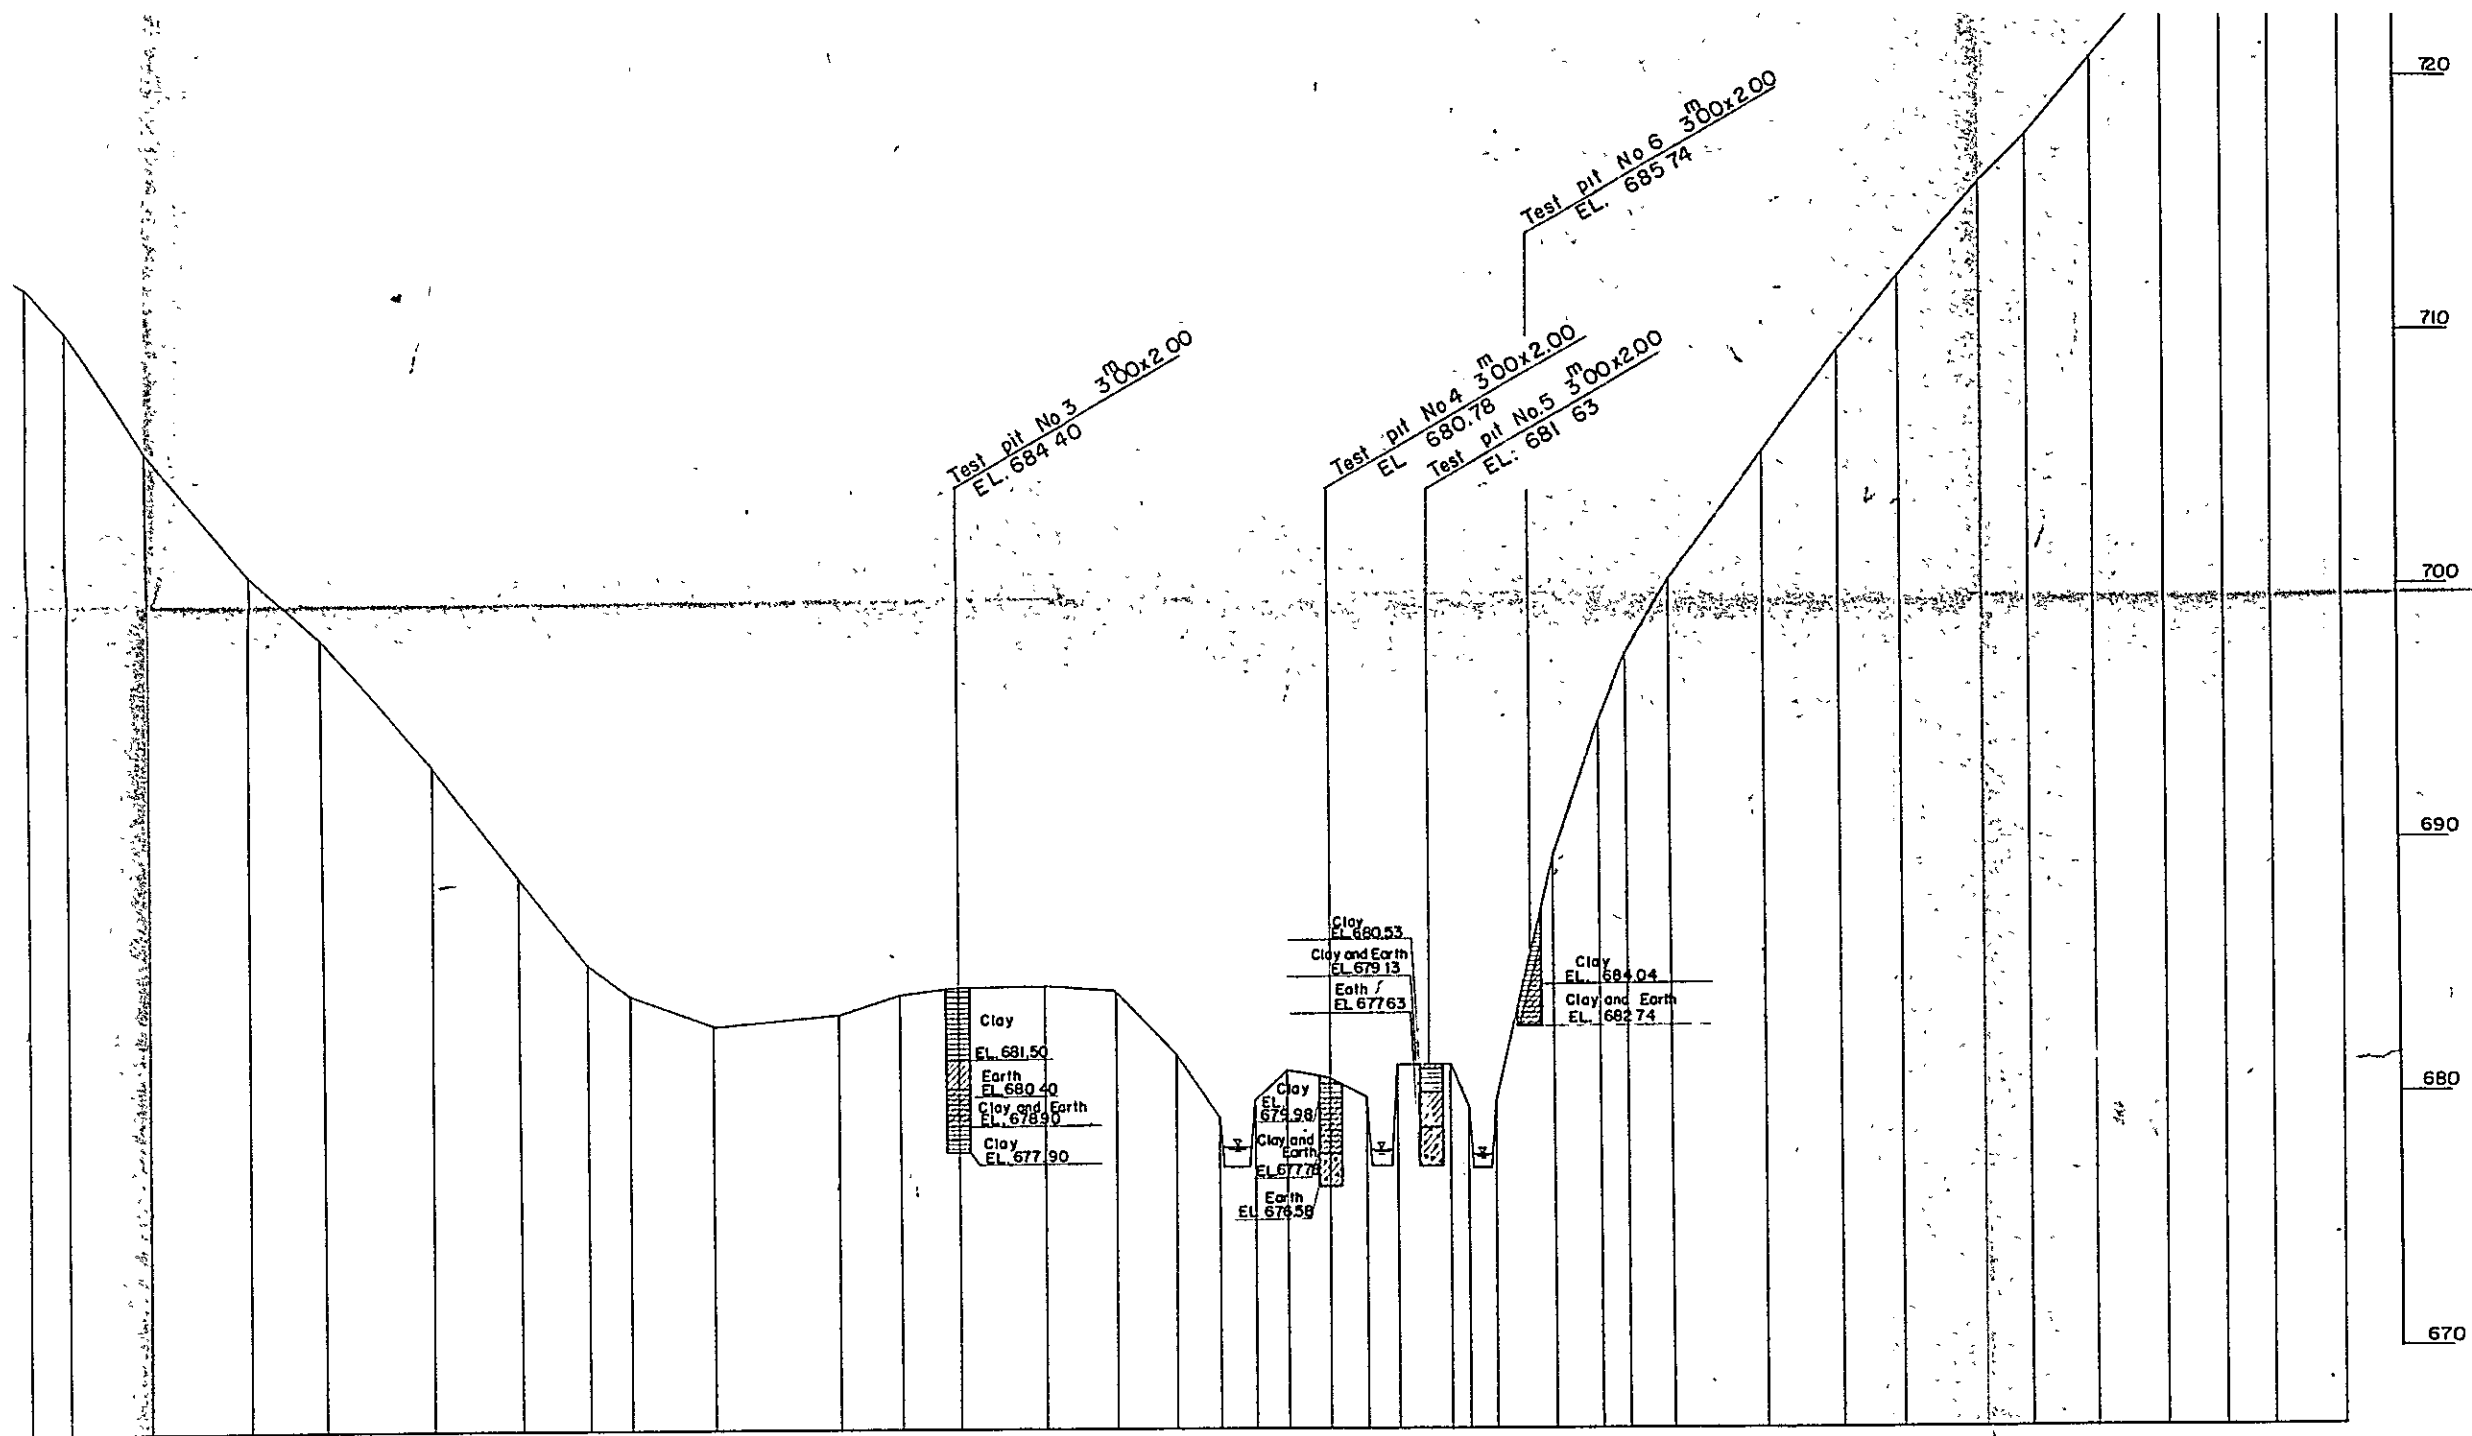 720
Test pit No 6 3.00x2.00
m
EL. 685 74
710
Test pit No 3 3.00x2.00
m
EL. 684 40
Test pit No 4 3.00x2.00
m
EL 680.78
Test pit No.5 3.00x2.00
m
EL: 681 63
700
690
Clay
EL 680.53
Clay and Earth
EL 679 13
Eath
EL 677.63
Clay
EL. 684.04
Clay and Earth
EL. 682 74
Clay
EL. 681.50
Earth
EL 680 40
Clay and Earth
EL. 678.90
Clay
EL. 677.90
Clay
EL.
679.98
Clay and
Earth
EL 677.78
Earth
EL 676.58
680
670